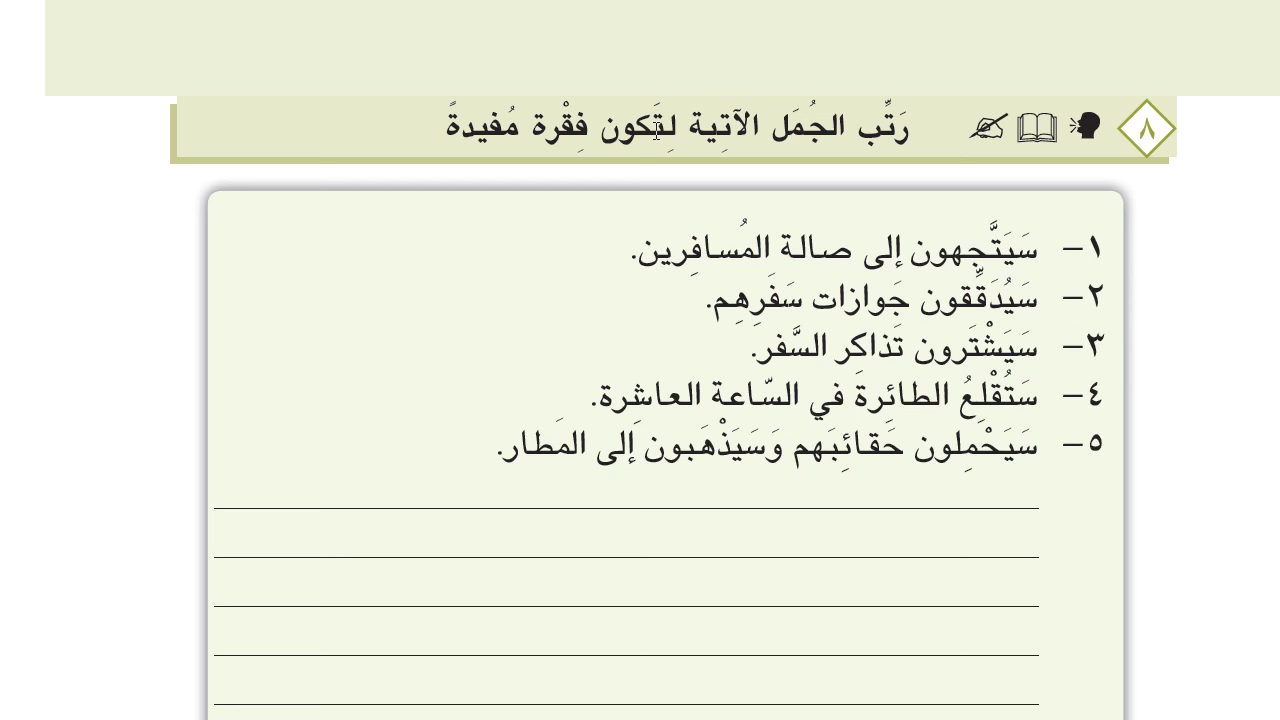 ٨ رَتِّب الجُمَل الآتِية لِتَكون فِقْرة مُفيدةً
١– سَيَتَّجِهون إلى صالة المُسافِرين.
٢– سَيُدَقِّقون جَوازات سَفَرِهِم.
٣– سَيَشْتَرون تَذاكِر السَّفر.
٤– سَتُقْلِعُ الطائِرةَ في السّاعة العاشِرة.
٥– سَيَحْمِلون حَقائِبَهم وَسَيَذْهَبون إلى المَطار.